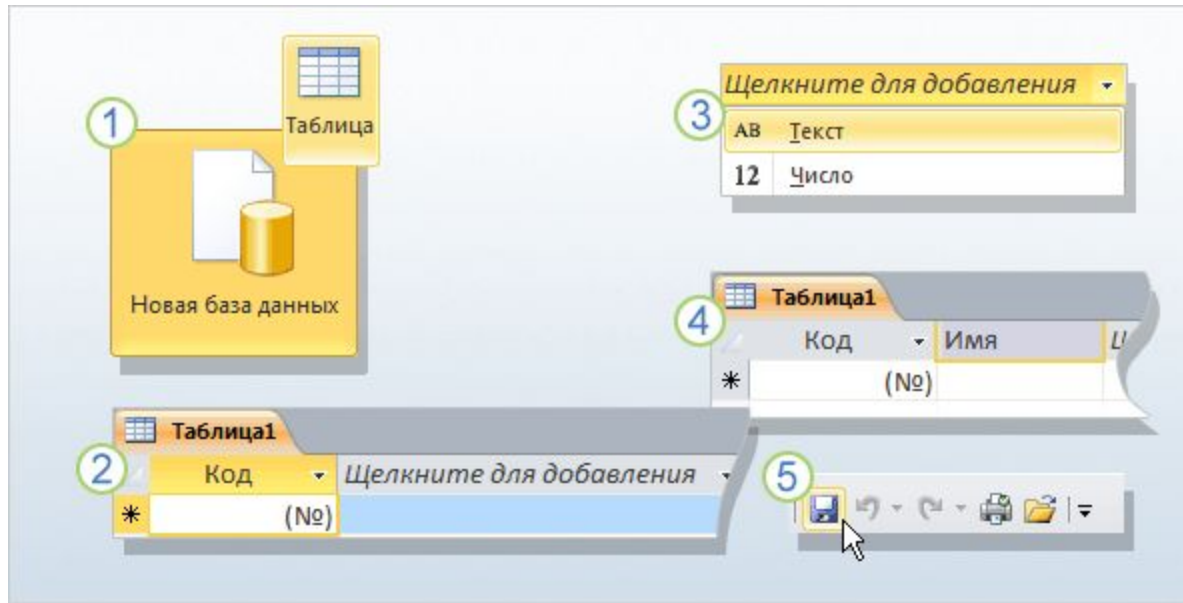 1
Таблица
Новая база данных
2
Таблица1
Код Щелкните для добавления
(№)
3
Щелкните для добавления
AB Текст
12 Число
4
Таблица1
Код Имя
(№)
5